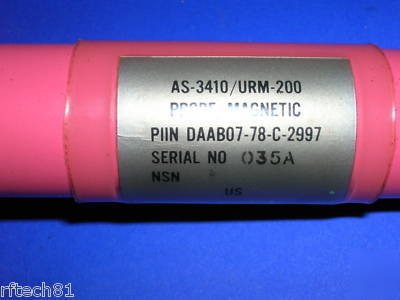 AS-3410/URM-200
PROBE MAGNETIC
PIIN DAAB07-78-C-2997
SERIAL NO 035A
NSN *
US
© rftech81